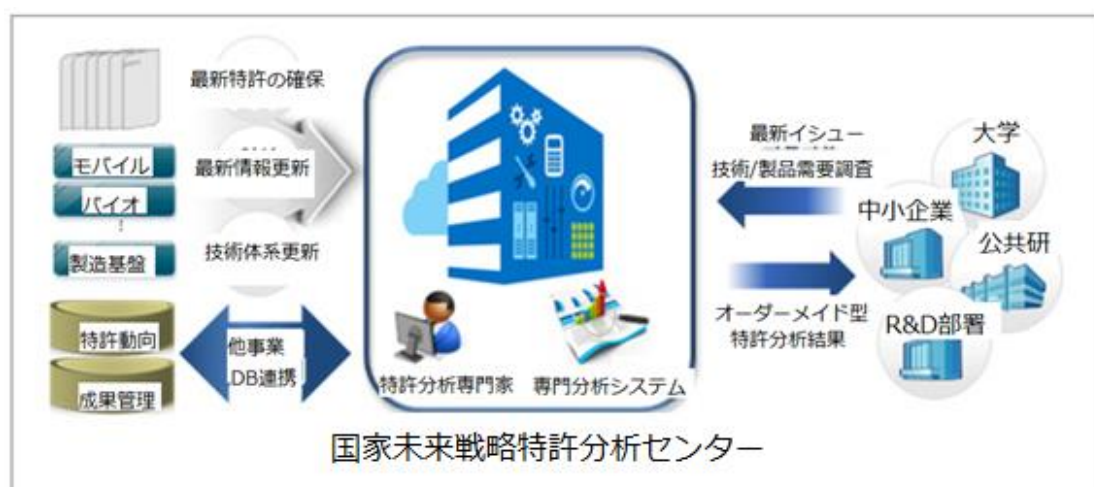 最新特許の確保
モバイル
最新情報更新
バイオ
技術体系更新
製造基盤
特許動向
成果管理
他事業
DB連携
特許分析専門家
専門分析システム
最新イシュー
技術/製品需要調査
オーダーメイド型
特許分析結果
大学
中小企業
公共研
R&D部署
国家未来戦略特許分析センター